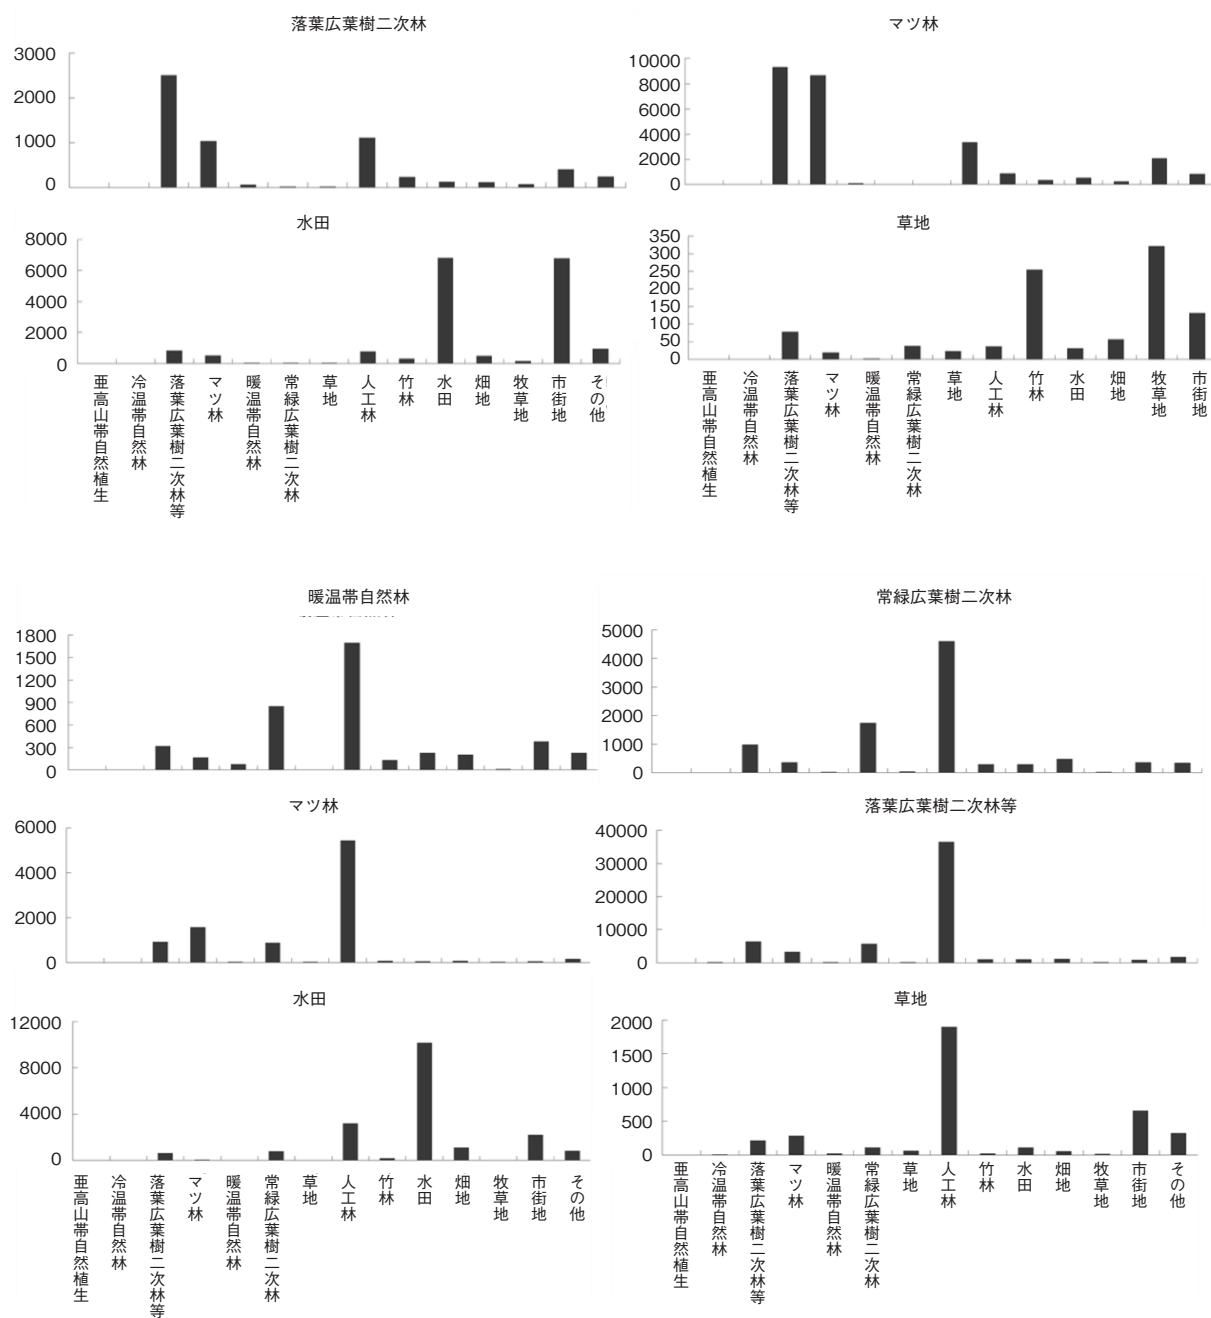 落葉広葉樹二次林
3000
2000
1000
0
マツ林
10000
8000
6000
4000
2000
0
水田
8000
6000
4000
2000
0
亜高山帯自然植生
冷温帯自然林
落葉広葉樹二次林等
マツ林
暖温帯自然林
常緑広葉樹二次林
草地
人工林
竹林
水田
畑地
牧草地
市街地
その他
草地
350
300
250
200
150
100
50
0
亜高山帯自然植生
冷温帯自然林
落葉広葉樹二次林等
マツ林
暖温帯自然林
常緑広葉樹二次林
草地
人工林
竹林
水田
畑地
牧草地
市街地
暖温帯自然林
1800
1500
1200
900
600
300
0
常緑広葉樹二次林
5000
4000
3000
2000
1000
0
マツ林
6000
4000
2000
0
落葉広葉樹二次林等
40000
30000
20000
10000
0
水田
12000
8000
4000
0
亜高山帯自然植生
冷温帯自然林
落葉広葉樹二次林等
マツ林
暖温帯自然林
常緑広葉樹二次林
草地
人工林
竹林
水田
畑地
牧草地
市街地
その他
草地
2000
1500
1000
500
0
亜高山帯自然植生
冷温帯自然林
落葉広葉樹二次林等
マツ林
暖温帯自然林
常緑広葉樹二次林
草地
人工林
竹林
水田
畑地
牧草地
市街地
その他